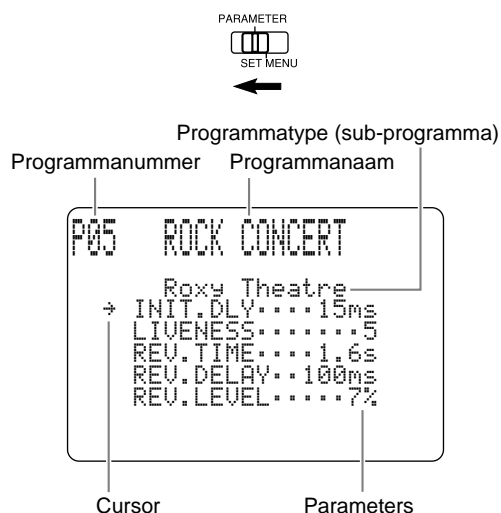 PARAMETER
SET MENU
Programmatype (sub-programma)
Programmanummer Programmanaam
P05 ROCK CONCERT
Roxy Theatre
→ INIT.DLY····15ms
LIVENESS·······5
REV.TIME····1.6s
REV.DELAY··100ms
REV.LEVEL·····7%
Cursor Parameters